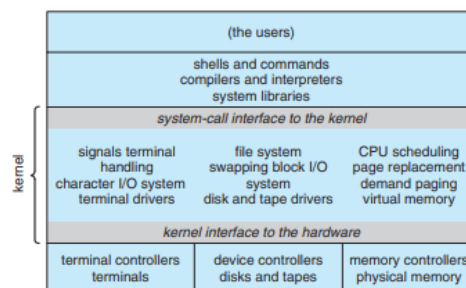 (the users)
shells and commands
compilers and interpreters
system libraries
system-call interface to the kernel
kernel
signals terminal
handling
character I/O system
terminal drivers
file system
swapping block I/O
system
disk and tape drivers
CPU scheduling
page replacement
demand paging
virtual memory
kernel interface to the hardware
terminal controllers
terminals
device controllers
disks and tapes
memory controllers
physical memory